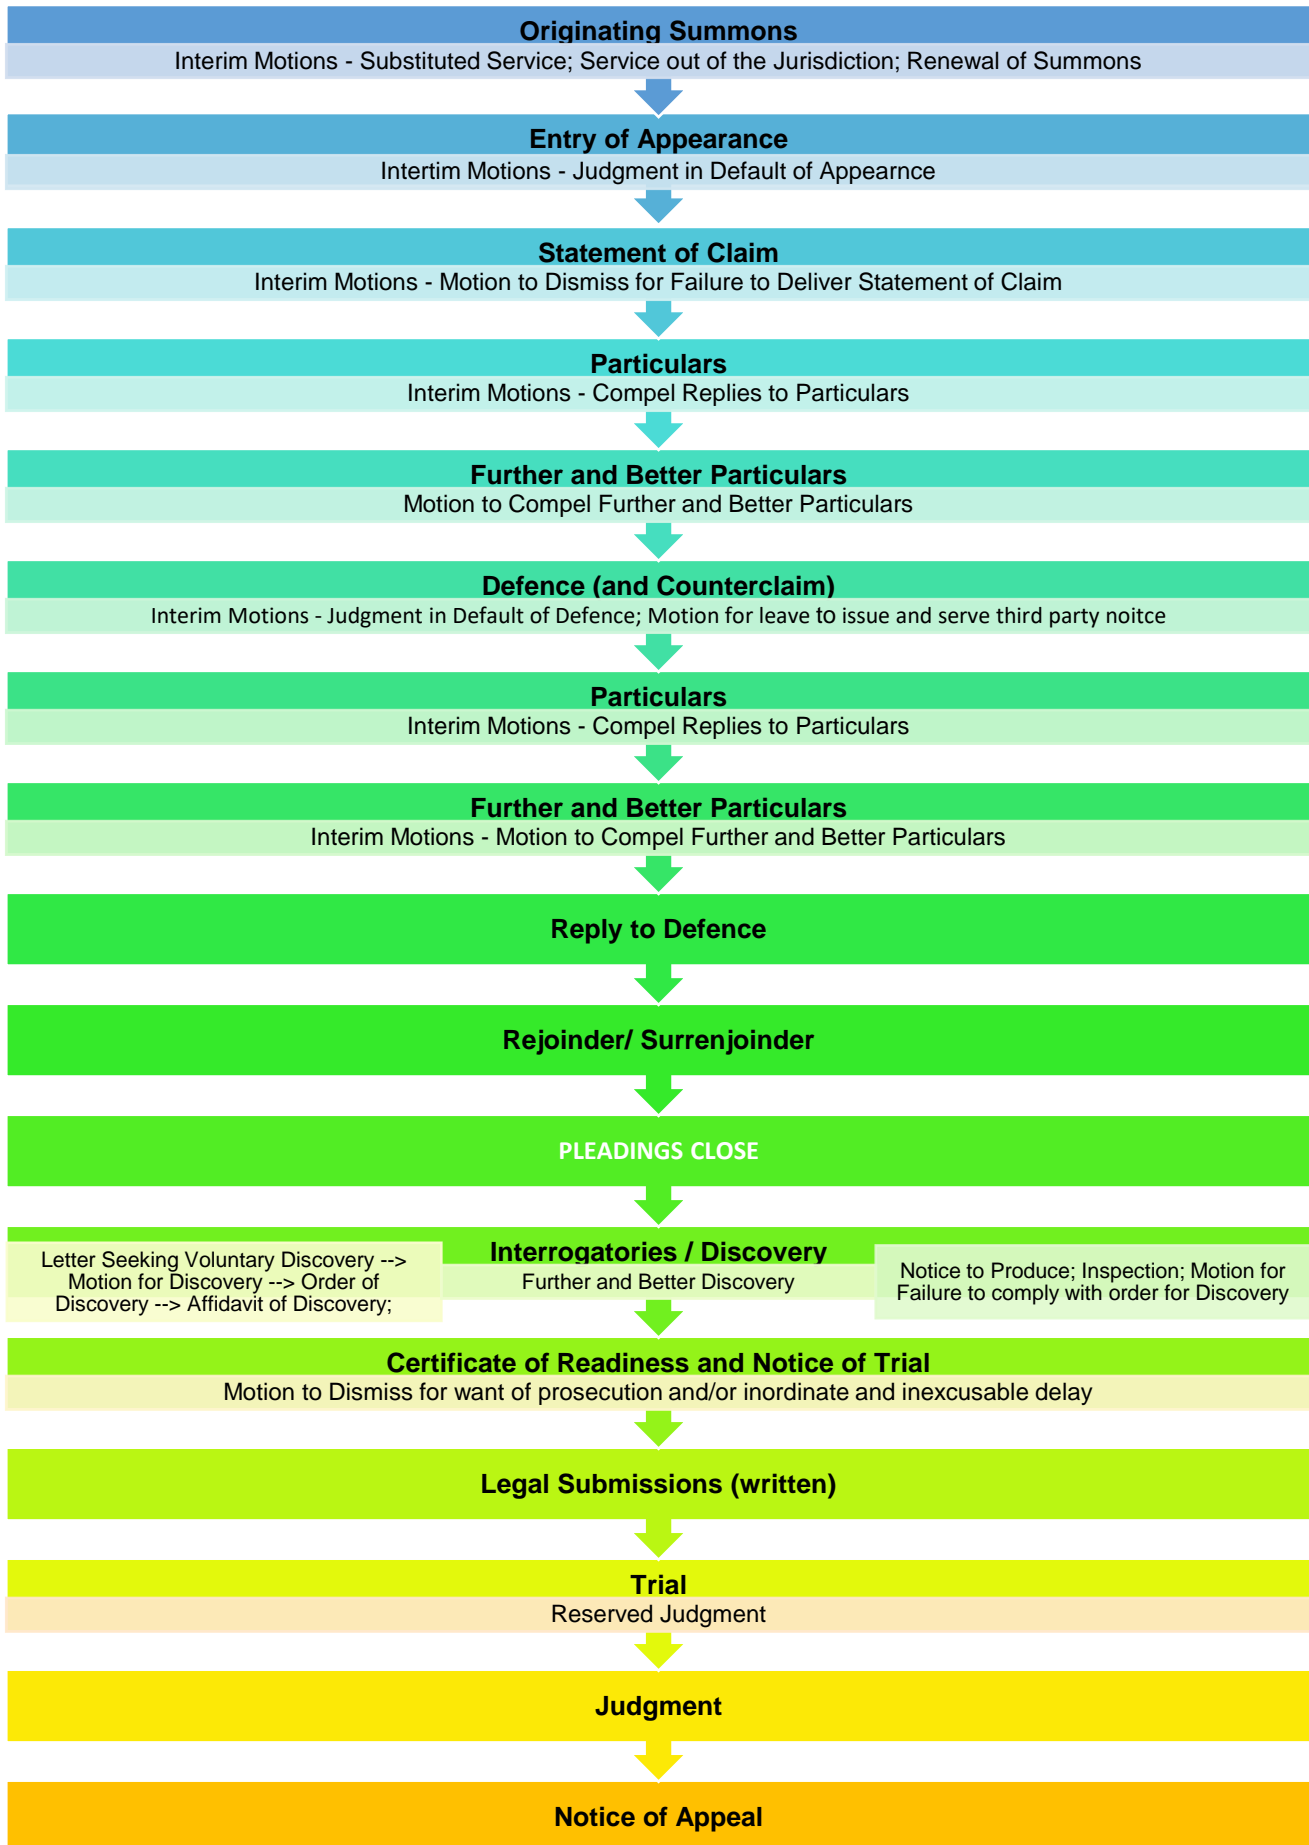 Originating Summons
Interim Motions - Substituted Service; Service out of the Jurisdiction; Renewal of Summons
Entry of Appearance
Intertim Motions - Judgment in Default of Appearnce
Statement of Claim
Interim Motions - Motion to Dismiss for Failure to Deliver Statement of Claim
Particulars
Interim Motions - Compel Replies to Particulars
Further and Better Particulars
Motion to Compel Further and Better Particulars
Defence (and Counterclaim)
Interim Motions - Judgment in Default of Defence; Motion for leave to issue and serve third party noitce
Particulars
Interim Motions - Compel Replies to Particulars
Further and Better Particulars
Interim Motions - Motion to Compel Further and Better Particulars
Reply to Defence
Rejoinder/ Surrenjoinder
PLEADINGS CLOSE
Interrogatories / Discovery
Letter Seeking Voluntary Discovery -->
Motion for Discovery --> Order of
Discovery --> Affidavit of Discovery;
Further and Better Discovery
Notice to Produce; Inspection; Motion for
Failure to comply with order for Discovery
Certificate of Readiness and Notice of Trial
Motion to Dismiss for want of prosecution and/or inordinate and inexcusable delay
Legal Submissions (written)
Trial
Reserved Judgment
Judgment
Notice of Appeal